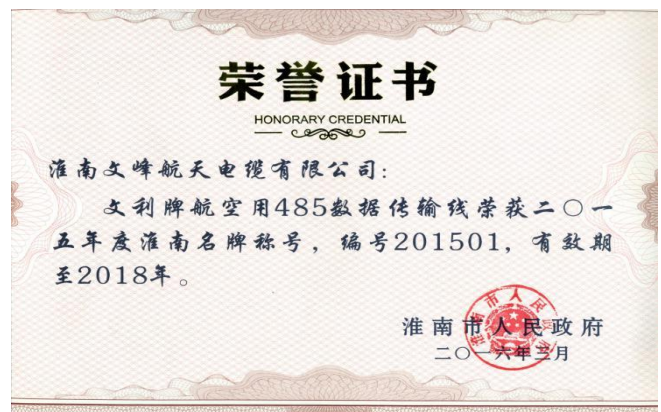 荣誉证书
HONORARY CREDENTIAL
淮南文峰航天电缆有限公司:
文利牌航空用485数据传输线荣获二〇一
五年度淮南名牌称号，编号201501，有效期
至2018年。
淮南市人民政府
二〇一六年三月